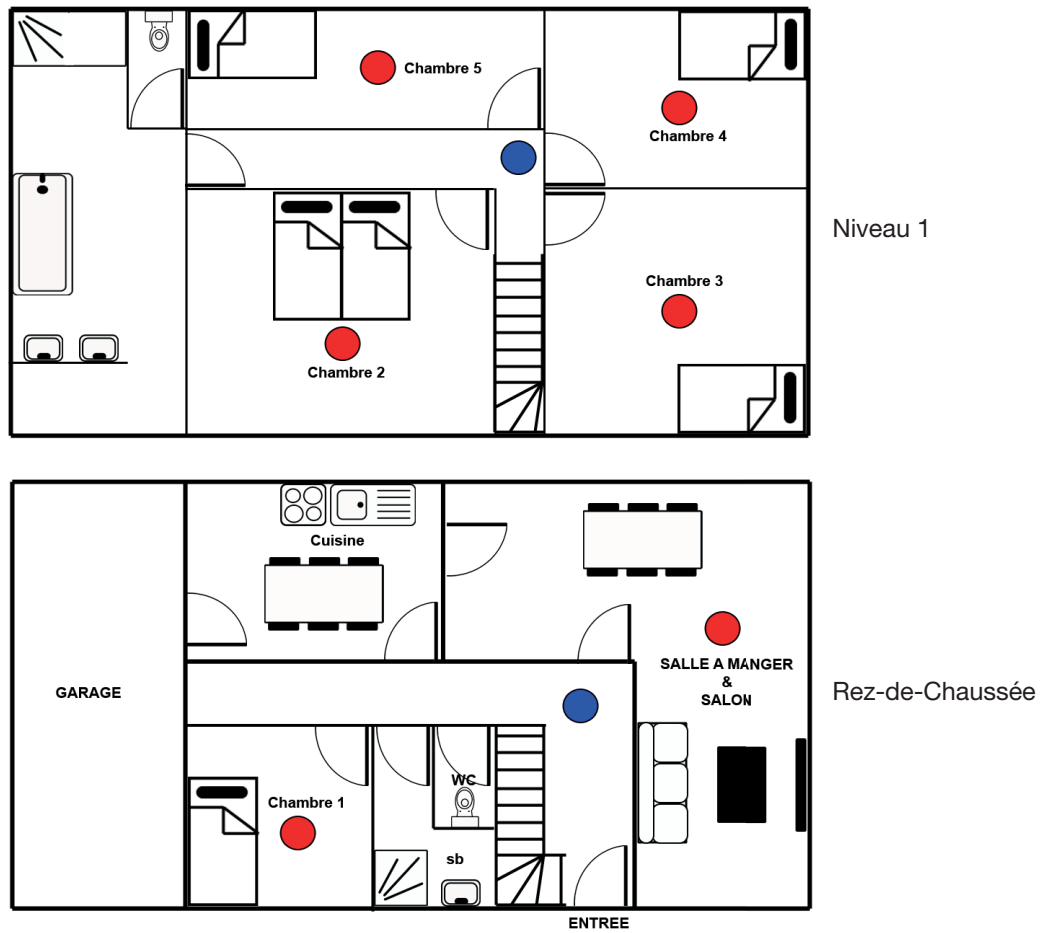 Chambre 5
Chambre 4
Niveau 1
Chambre 3
Chambre 2
Cuisine
SALLE A MANGER
&
SALON
GARAGE
Rez-de-Chaussée
WC
Chambre 1
sb
ENTREE